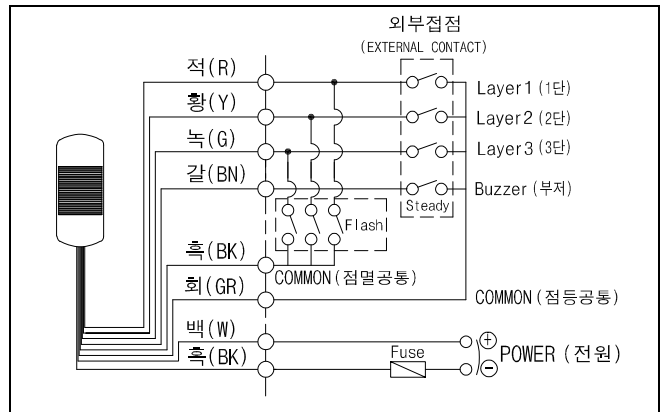 외부접점
(EXTERNAL CONTACT)
적(R)
Layer1 (1단)
황(Y)
Layer2 (2단)
녹(G)
Layer3 (3단)
갈(BN)
Buzzer (부저)
Steady
Flash
흑(BK)
COMMON (점멸공통)
회(GR)
COMMON (점등공통)
백(W)
흑(BK)
Fuse
+
-
POWER (전원)